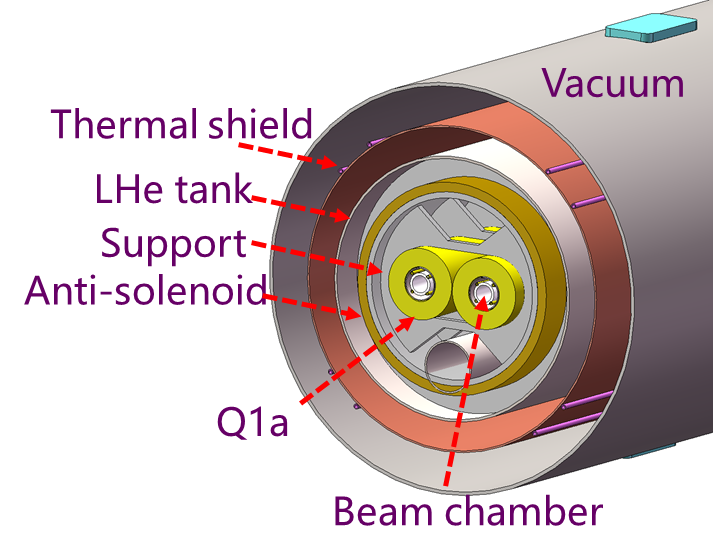 Vacuum
Thermal shield
LHe tank
Support
Anti-solenoid
Q1a
Beam chamber